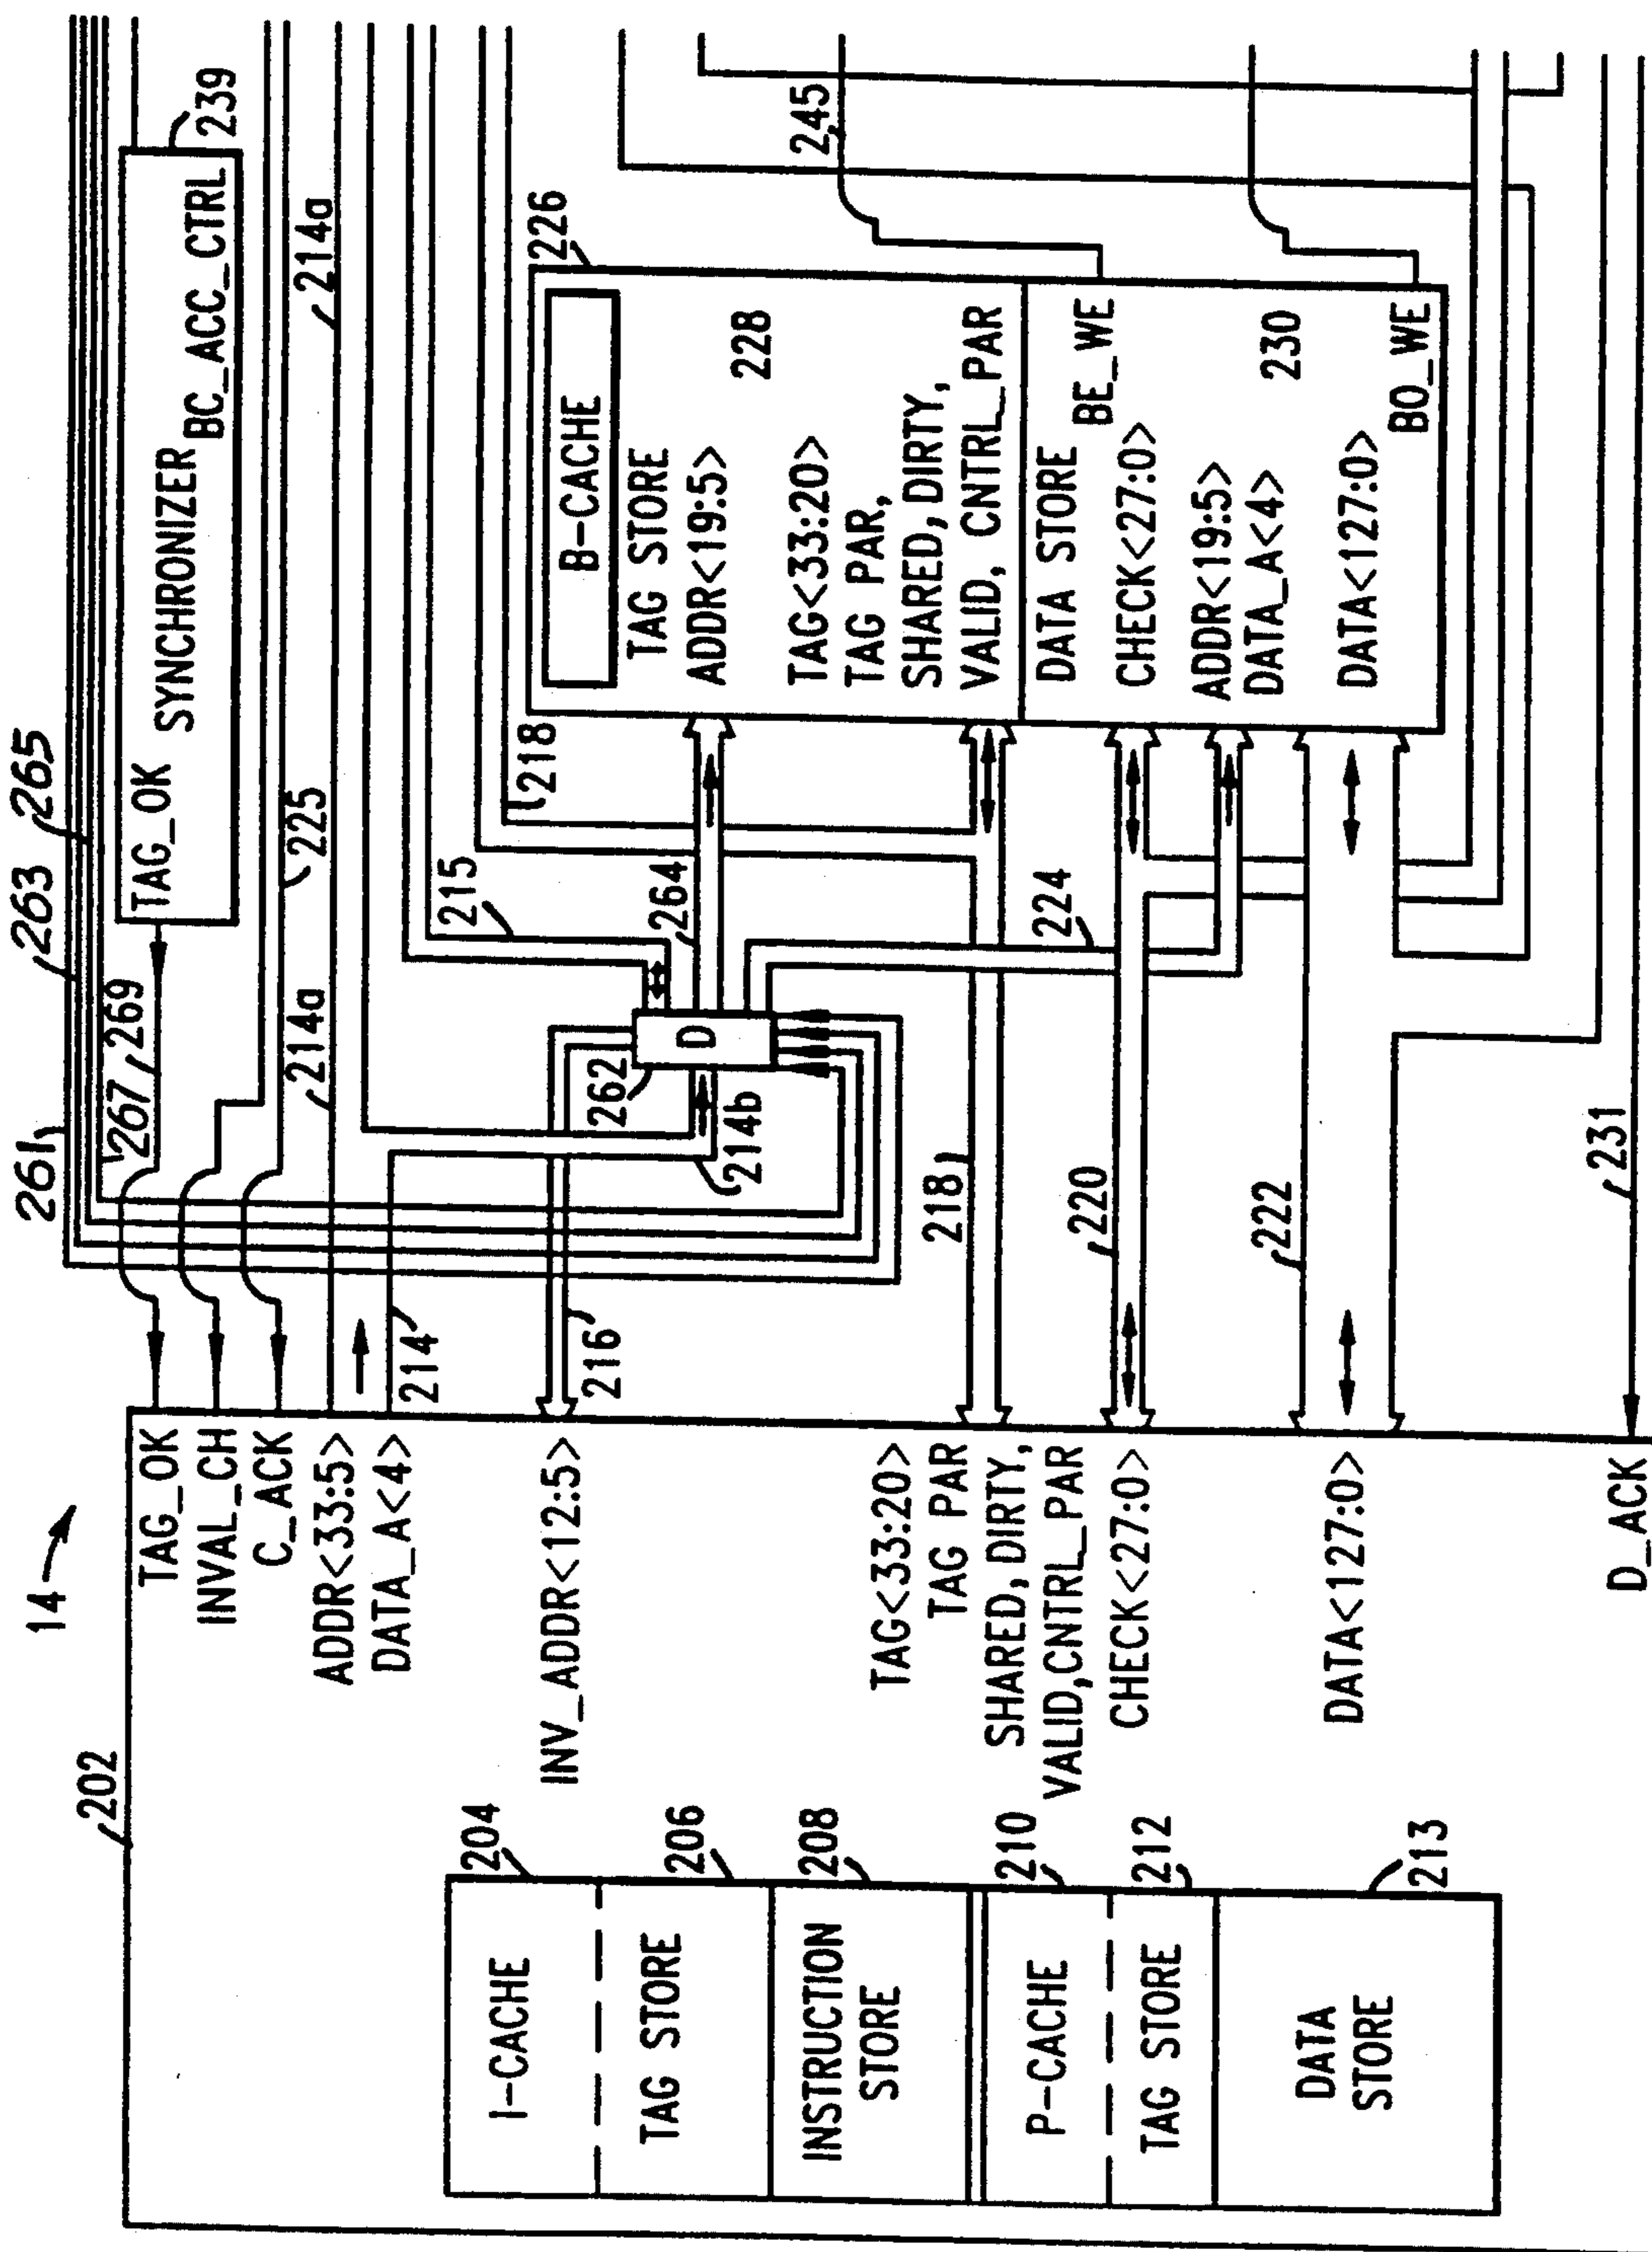 14
202
I-CACHE
204
TAG STORE
206
INSTRUCTION
STORE
208
P-CACHE
210
TAG STORE
212
DATA
STORE
213
TAG_OK
INVAL_CH
C_ACK
ADDR<33:5>
DATA_A<4>
INV_ADDR<12:5>
TAG<33:20>
TAG PAR
SHARED, DIRTY,
VALID,CNTRL_PAR
CHECK<27:0>
DATA<127:0>
D_ACK
261
263
265
267
269
214
214a
225
214a
216
214b
262
D
215
264
218
218
220
224
222
231
TAG_OK
SYNCHRONIZER
BC_ACC_CTRL
239
226
B-CACHE
TAG STORE
ADDR<19:5>
228
TAG<33:20>
TAG PAR,
SHARED, DIRTY,
VALID, CNTRL_PAR
DATA STORE
BE_WE
CHECK<27:0>
ADDR<19:5>
230
DATA_A<4>
DATA<127:0>
BO_WE
245